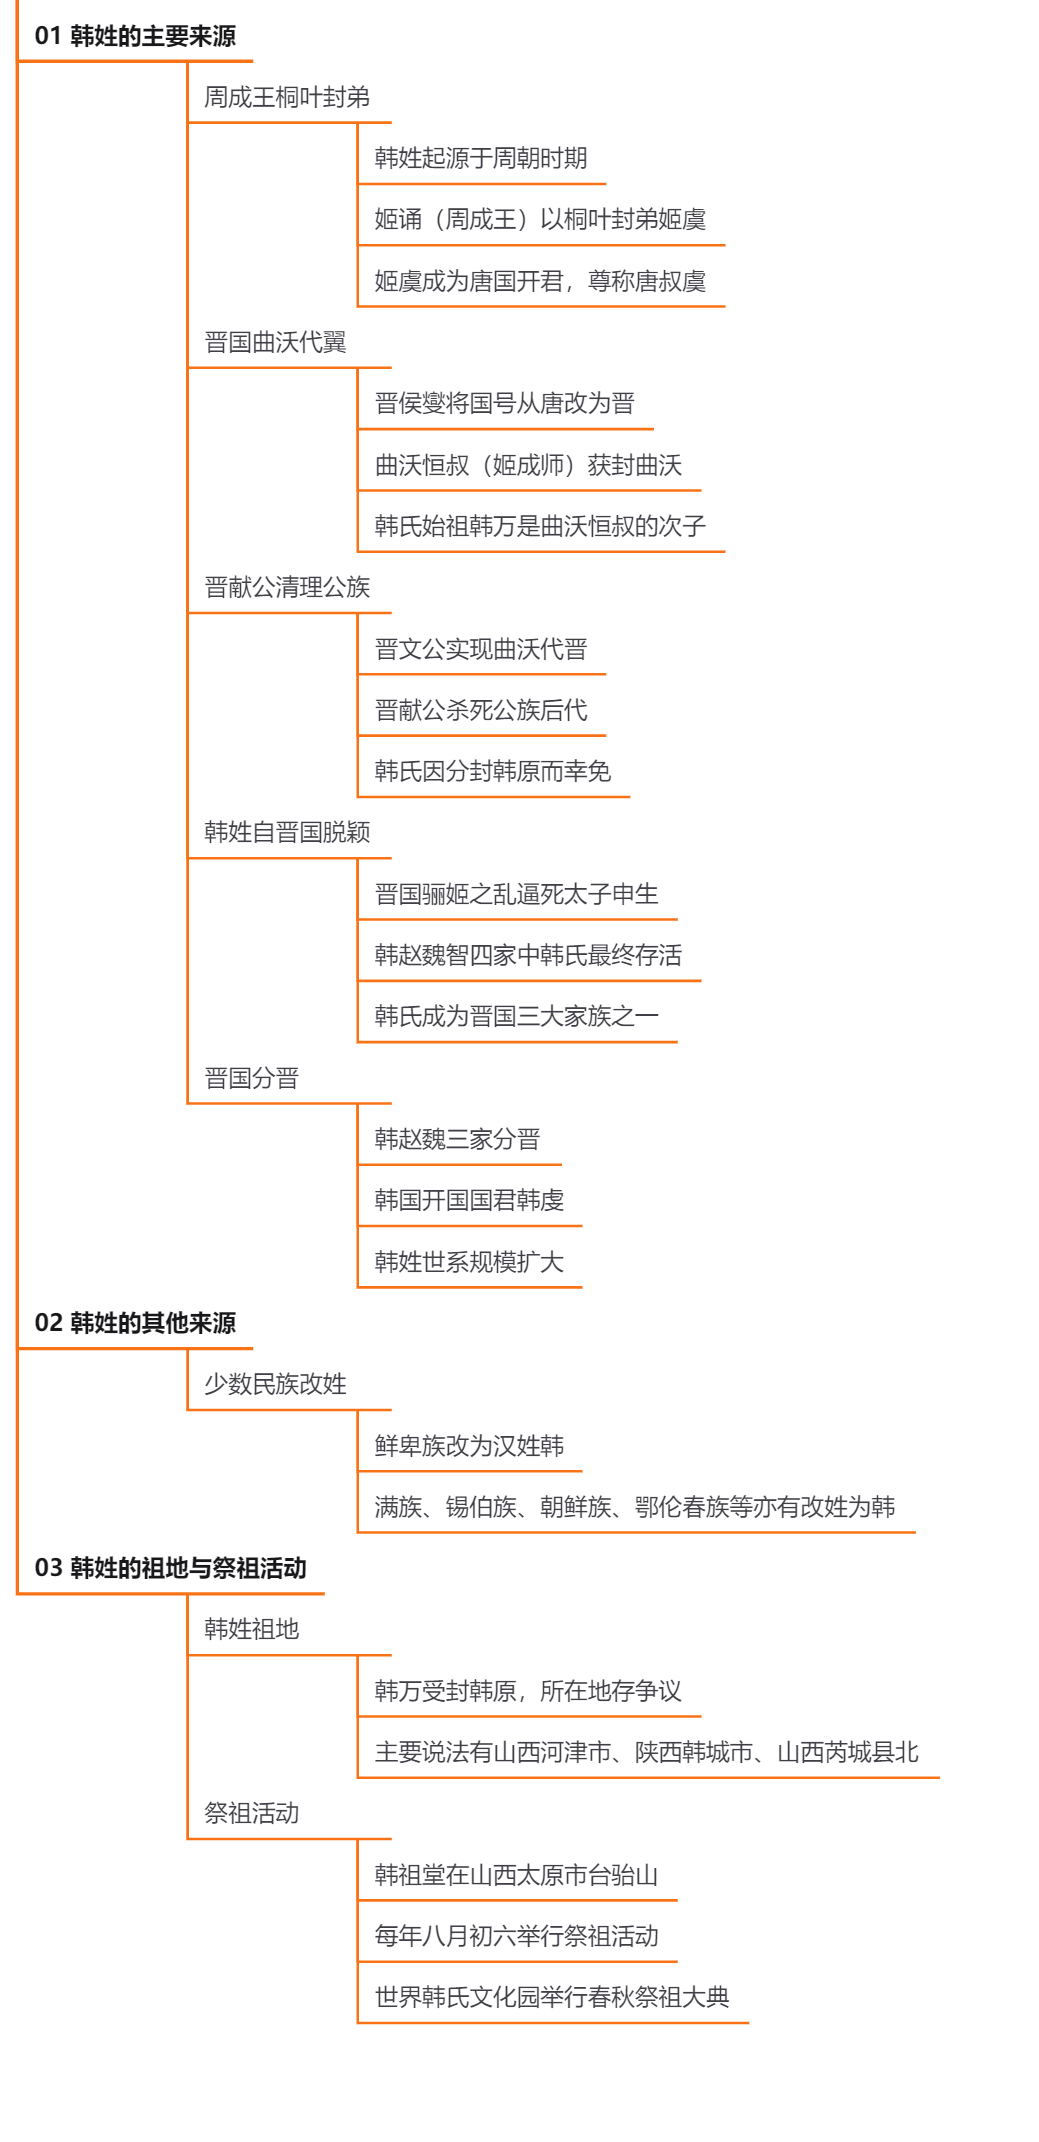 01 韩姓的主要来源
周成王桐叶封弟
韩姓起源于周朝时期
姬诵（周成王）以桐叶封弟姬虞
姬虞成为唐国开君，尊称唐叔虞
晋国曲沃代翼
晋侯燮将国号从唐改为晋
曲沃恒叔（姬成师）获封曲沃
韩氏始祖韩万是曲沃恒叔的次子
晋献公清理公族
晋文公实现曲沃代晋
晋献公杀死公族后代
韩氏因分封韩原而幸免
韩姓自晋国脱颖
晋国骊姬之乱逼死太子申生
韩赵魏智四家中韩氏最终存活
韩氏成为晋国三大家族之一
晋国分晋
韩赵魏三家分晋
韩国开国国君韩虔
韩姓世系规模扩大
02 韩姓的其他来源
少数民族改姓
鲜卑族改为汉姓韩
满族、锡伯族、朝鲜族、鄂伦春族等亦有改姓为韩
03 韩姓的祖地与祭祖活动
韩姓祖地
韩万受封韩原，所在地存争议
主要说法有山西河津市、陕西韩城市、山西芮城县北
祭祖活动
韩祖堂在山西太原市台骀山
每年八月初六举行祭祖活动
世界韩氏文化园举行春秋祭祖大典